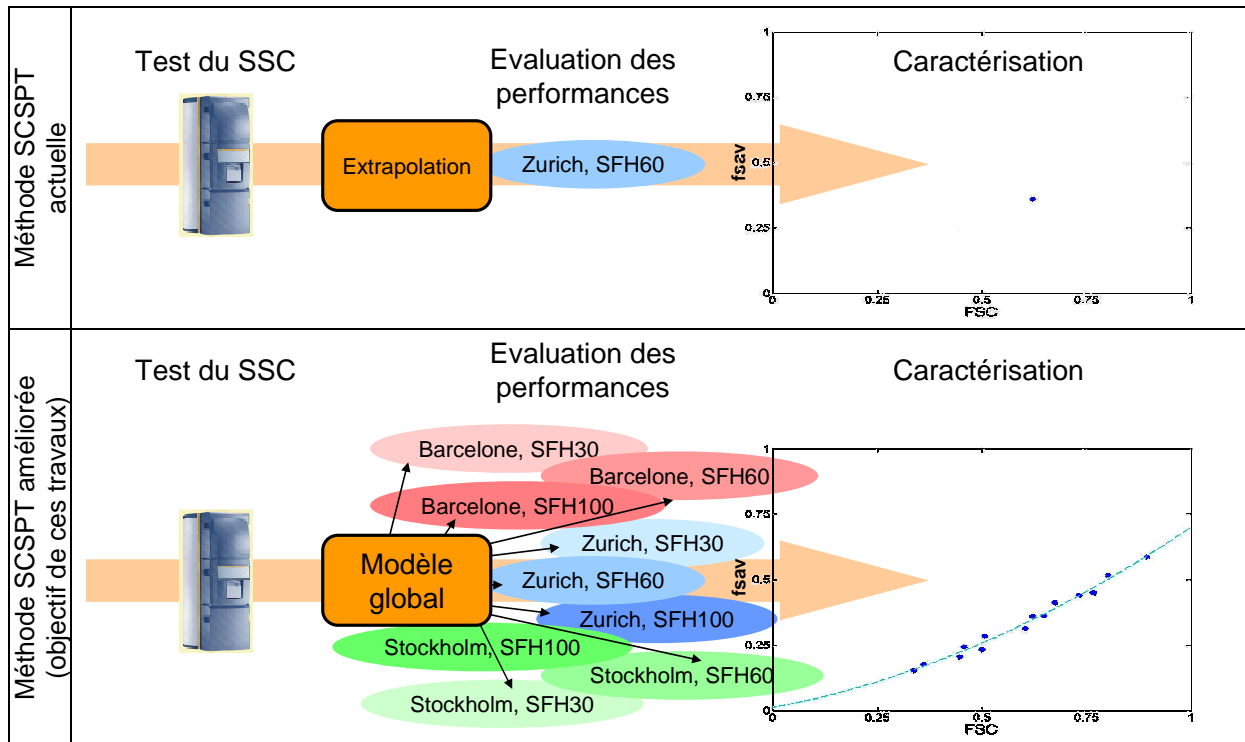 Méthode SCSPT
actuelle
Test du SSC
Evaluation des
performances
Caractérisation
Extrapolation
Zurich, SFH60
1
0.75
0.5
0.25
0
fsav
0
0.25
0.5
0.75
1
FSC
Méthode SCSPT améliorée
(objectif de ces travaux)
Test du SSC
Evaluation des
performances
Caractérisation
Barcelone, SFH30
Barcelone, SFH60
Barcelone, SFH100
Modèle
global
Zurich, SFH30
Zurich, SFH60
Zurich, SFH100
Stockholm, SFH100
Stockholm, SFH60
Stockholm, SFH30
1
0.75
0.5
0.25
0
fsav
0
0.25
0.5
0.75
1
FSC